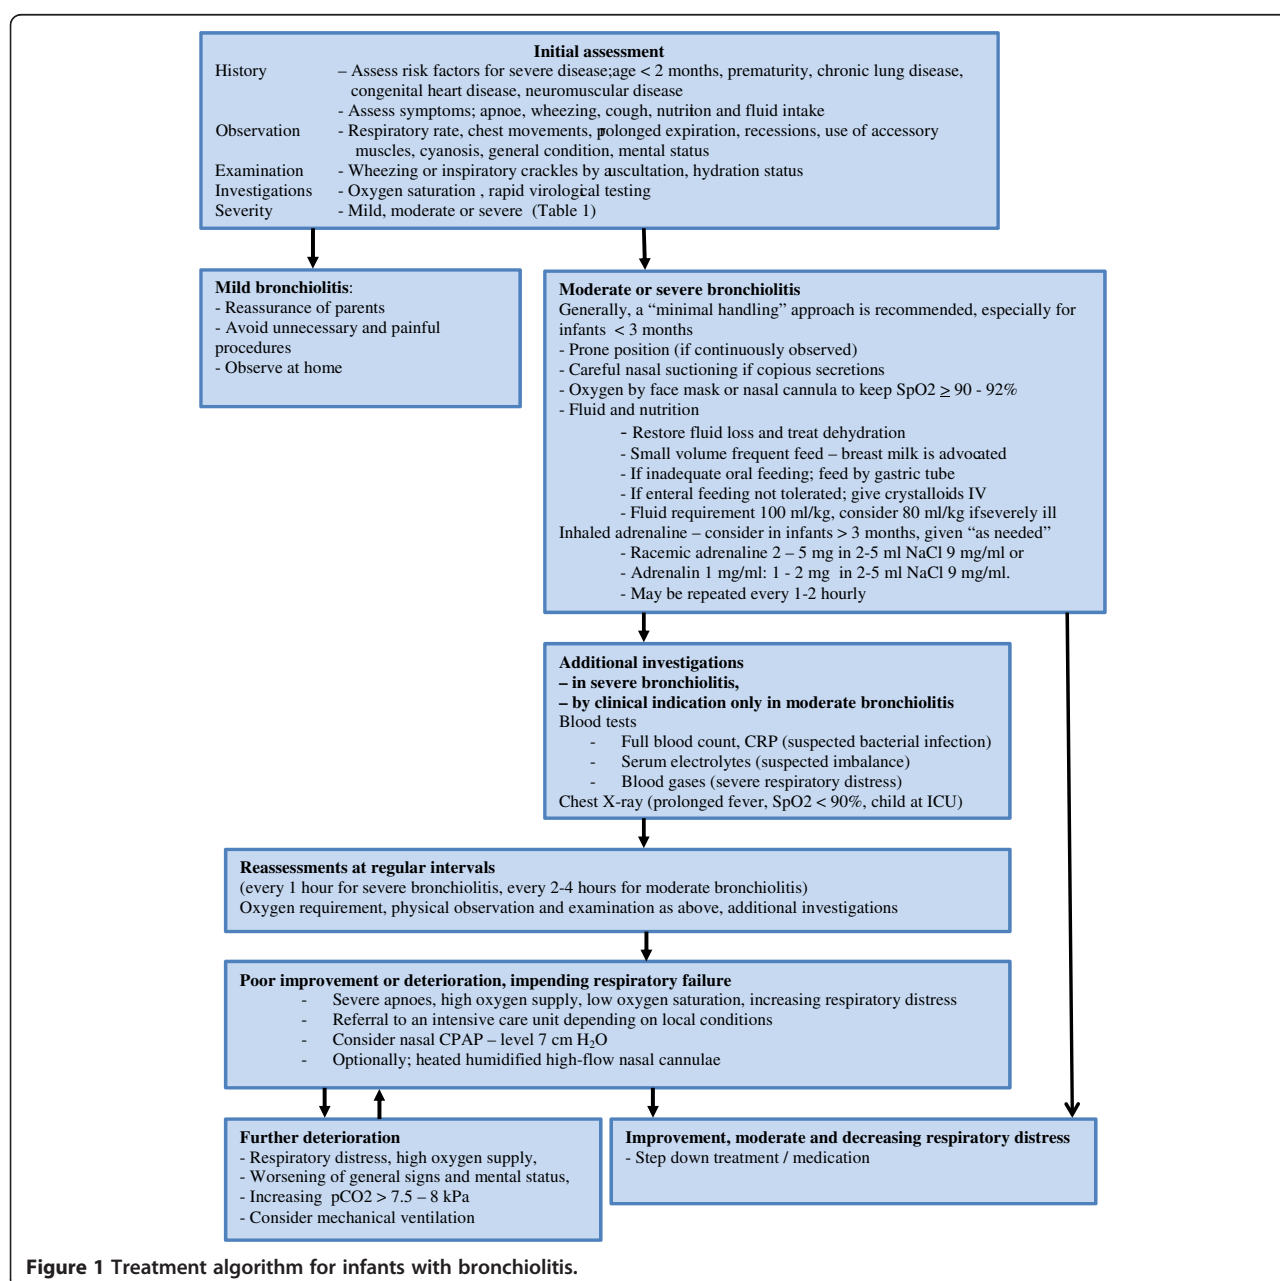 Initial assessment
History – Assess risk factors for severe disease;age < 2 months, prematurity, chronic lung disease,
congenital heart disease, neuromuscular disease
- Assess symptoms; apnoe, wheezing, cough, nutrition and fluid intake
Observation - Respiratory rate, chest movements, prolonged expiration, recessions, use of accessory
muscles, cyanosis, general condition, mental status
Examination - Wheezing or inspiratory crackles by auscultation, hydration status
Investigations - Oxygen saturation , rapid virological testing
Severity - Mild, moderate or severe (Table 1)
Mild bronchiolitis:
- Reassurance of parents
- Avoid unnecessary and painful
procedures
- Observe at home
Moderate or severe bronchiolitis
Generally, a “minimal handling” approach is recommended, especially for
infants < 3 months
- Prone position (if continuously observed)
- Careful nasal suctioning if copious secretions
- Oxygen by face mask or nasal cannula to keep SpO2 ≥ 90 - 92%
- Fluid and nutrition
- Restore fluid loss and treat dehydration
- Small volume frequent feed – breast milk is advocated
- If inadequate oral feeding; feed by gastric tube
- If enteral feeding not tolerated; give crystalloids IV
- Fluid requirement 100 ml/kg, consider 80 ml/kg ifseverely ill
Inhaled adrenaline – consider in infants > 3 months, given “as needed”
- Racemic adrenaline 2 – 5 mg in 2-5 ml NaCl 9 mg/ml or
- Adrenalin 1 mg/ml: 1 - 2 mg in 2-5 ml NaCl 9 mg/ml.
- May be repeated every 1-2 hourly
Additional investigations
– in severe bronchiolitis,
– by clinical indication only in moderate bronchiolitis
Blood tests
- Full blood count, CRP (suspected bacterial infection)
- Serum electrolytes (suspected imbalance)
- Blood gases (severe respiratory distress)
Chest X-ray (prolonged fever, SpO2 < 90%, child at ICU)
Reassessments at regular intervals
(every 1 hour for severe bronchiolitis, every 2-4 hours for moderate bronchiolitis)
Oxygen requirement, physical observation and examination as above, additional investigations
Poor improvement or deterioration, impending respiratory failure
- Severe apnoes, high oxygen supply, low oxygen saturation, increasing respiratory distress
- Referral to an intensive care unit depending on local conditions
- Consider nasal CPAP – level 7 cm H₂O
- Optionally; heated humidified high-flow nasal cannulae
Further deterioration
- Respiratory distress, high oxygen supply,
- Worsening of general signs and mental status,
- Increasing pCO2 > 7.5 – 8 kPa
- Consider mechanical ventilation
Improvement, moderate and decreasing respiratory distress
- Step down treatment / medication
Figure 1 Treatment algorithm for infants with bronchiolitis.